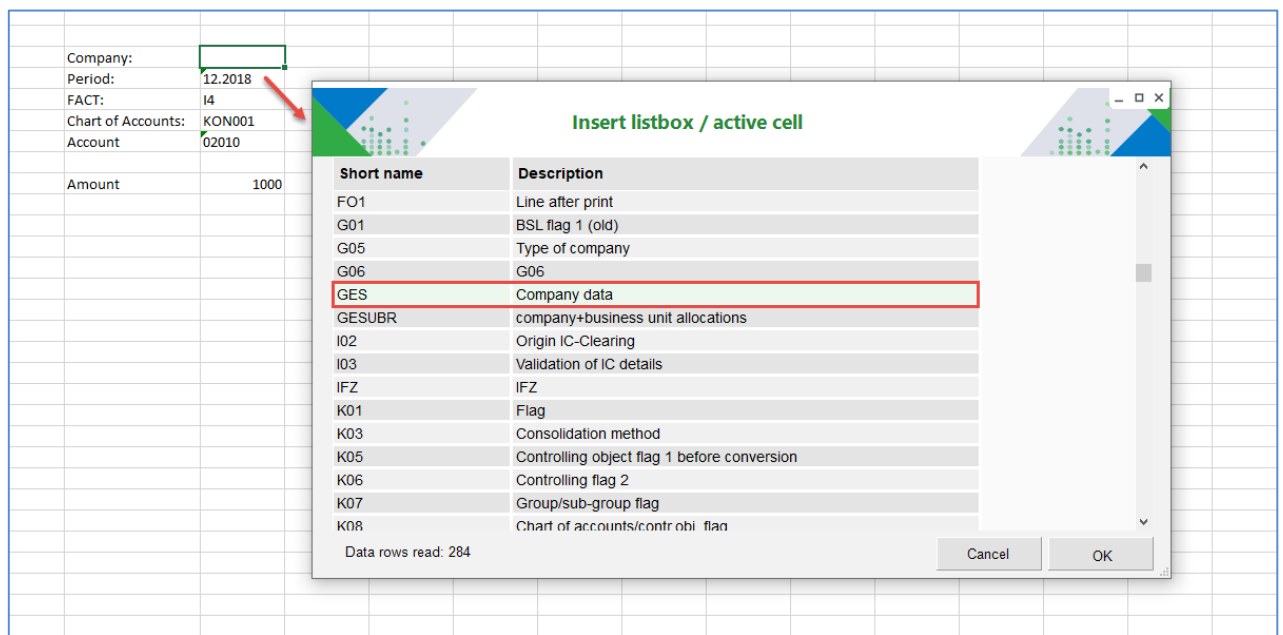 Company:
Period: 12.2018
FACT: I4
Chart of Accounts: KON001
Account 02010
Amount 1000
Insert listbox / active cell
Short name Description
FO1 Line after print
G01 BSL flag 1 (old)
G05 Type of company
G06 G06
GES Company data
GESUBR company+business unit allocations
I02 Origin IC-Clearing
I03 Validation of IC details
IFZ IFZ
K01 Flag
K03 Consolidation method
K05 Controlling object flag 1 before conversion
K06 Controlling flag 2
K07 Group/sub-group flag
K08 Chart of accounts/contr.obj. flag
Data rows read: 284
Cancel OK